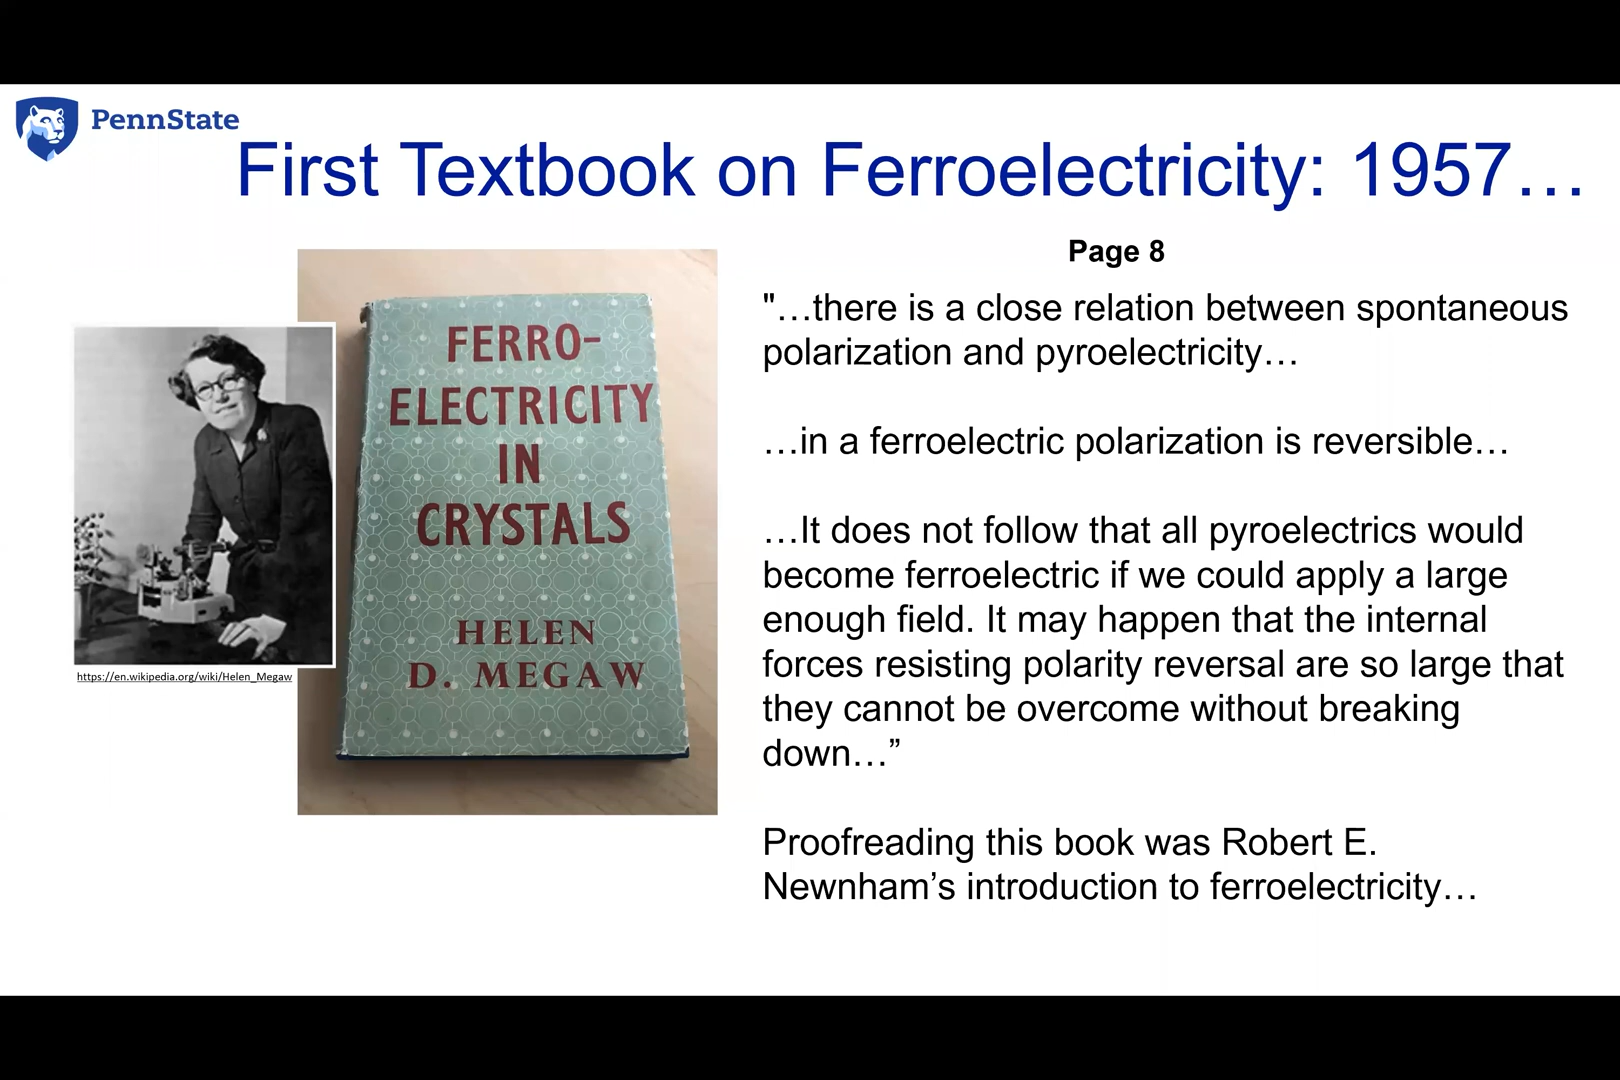 PennState
First Textbook on Ferroelectricity: 1957…
Page 8
FERRO-
ELECTRICITY
IN
CRYSTALS
HELEN
D. MEGAW
https://en.wikipedia.org/wiki/Helen_Megaw
"…there is a close relation between spontaneous
polarization and pyroelectricity…
…in a ferroelectric polarization is reversible…
…It does not follow that all pyroelectrics would
become ferroelectric if we could apply a large
enough field. It may happen that the internal
forces resisting polarity reversal are so large that
they cannot be overcome without breaking
down…”
Proofreading this book was Robert E.
Newnham’s introduction to ferroelectricity…